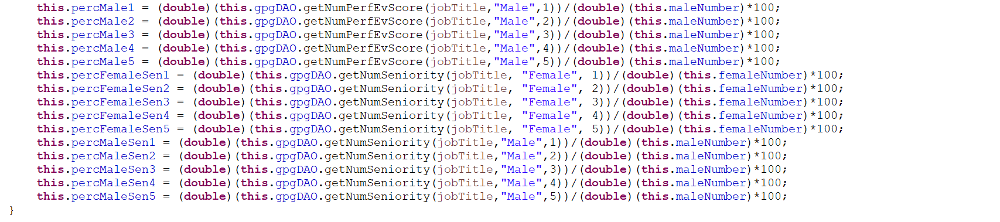 this.percMale1 = (double)(this.gpgDAO.getNumPerfEvScore(jobTitle,"Male",1))/(double)(this.maleNumber)*100;
this.percMale2 = (double)(this.gpgDAO.getNumPerfEvScore(jobTitle,"Male",2))/(double)(this.maleNumber)*100;
this.percMale3 = (double)(this.gpgDAO.getNumPerfEvScore(jobTitle,"Male",3))/(double)(this.maleNumber)*100;
this.percMale4 = (double)(this.gpgDAO.getNumPerfEvScore(jobTitle,"Male",4))/(double)(this.maleNumber)*100;
this.percMale5 = (double)(this.gpgDAO.getNumPerfEvScore(jobTitle,"Male",5))/(double)(this.maleNumber)*100;
this.percFemaleSen1 = (double)(this.gpgDAO.getNumSeniority(jobTitle, "Female", 1))/(double)(this.femaleNumber)*100;
this.percFemaleSen2 = (double)(this.gpgDAO.getNumSeniority(jobTitle, "Female", 2))/(double)(this.femaleNumber)*100;
this.percFemaleSen3 = (double)(this.gpgDAO.getNumSeniority(jobTitle, "Female", 3))/(double)(this.femaleNumber)*100;
this.percFemaleSen4 = (double)(this.gpgDAO.getNumSeniority(jobTitle, "Female", 4))/(double)(this.femaleNumber)*100;
this.percFemaleSen5 = (double)(this.gpgDAO.getNumSeniority(jobTitle, "Female", 5))/(double)(this.femaleNumber)*100;
this.percMaleSen1 = (double)(this.gpgDAO.getNumSeniority(jobTitle,"Male",1))/(double)(this.maleNumber)*100;
this.percMaleSen2 = (double)(this.gpgDAO.getNumSeniority(jobTitle,"Male",2))/(double)(this.maleNumber)*100;
this.percMaleSen3 = (double)(this.gpgDAO.getNumSeniority(jobTitle,"Male",3))/(double)(this.maleNumber)*100;
this.percMaleSen4 = (double)(this.gpgDAO.getNumSeniority(jobTitle,"Male",4))/(double)(this.maleNumber)*100;
this.percMaleSen5 = (double)(this.gpgDAO.getNumSeniority(jobTitle,"Male",5))/(double)(this.maleNumber)*100;
}